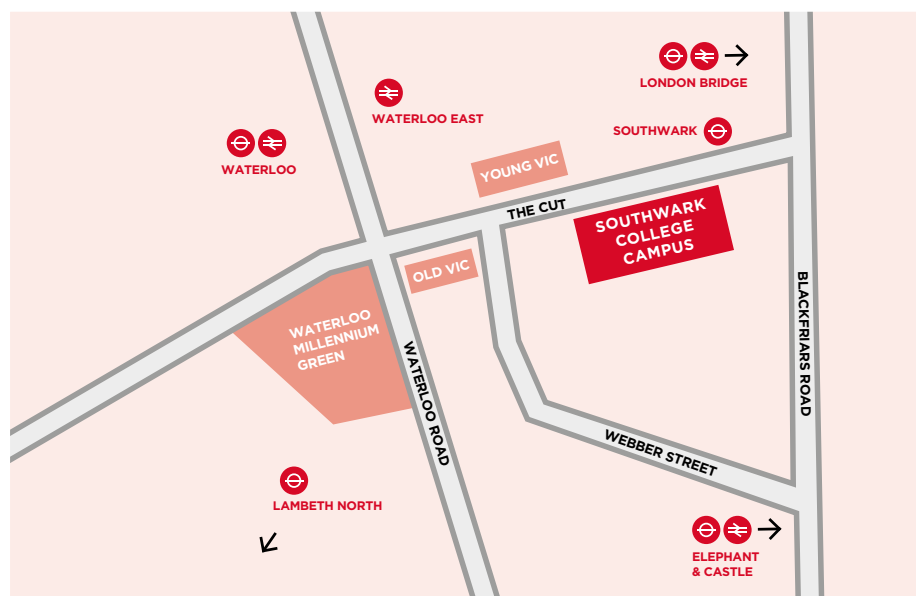 LONDON BRIDGE
WATERLOO EAST
SOUTHWARK
WATERLOO
YOUNG VIC
THE CUT
SOUTHWARK
COLLEGE
CAMPUS
OLD VIC
WATERLOO
MILLENNIUM
GREEN
WATERLOO ROAD
BLACKFRIARS ROAD
WEBBER STREET
LAMBETH NORTH
ELEPHANT
& CASTLE